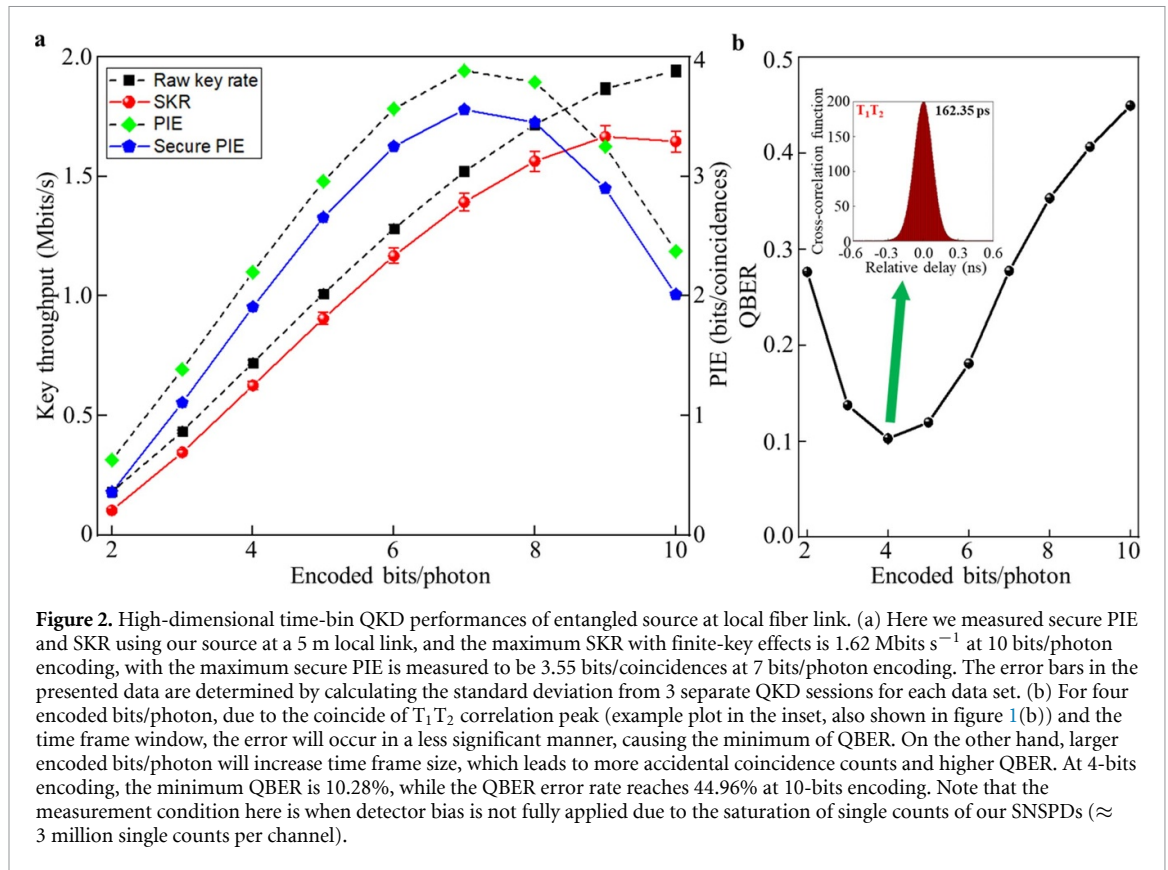 a
2.0
1.5
1.0
0.5
0
Key throughput (Mbits/s)
Raw key rate
SKR
PIE
Secure PIE
4
3
2
1
0
PIE (bits/coincidences)
2 4 6 8 10
Encoded bits/photon
b
0.5
0.4
0.3
0.2
0.1
0.0
QBER
T₁T₂ 162.35 ps
200
150
100
50
0
Cross-correlation function
-0.6 -0.3 0.0 0.3 0.6
Relative delay (ns)
2 4 6 8 10
Encoded bits/photon
Figure 2. High-dimensional time-bin QKD performances of entangled source at local fiber link. (a) Here we measured secure PIE
and SKR using our source at a 5 m local link, and the maximum SKR with finite-key effects is 1.62 Mbits s⁻¹ at 10 bits/photon
encoding, with the maximum secure PIE is measured to be 3.55 bits/coincidences at 7 bits/photon encoding. The error bars in the
presented data are determined by calculating the standard deviation from 3 separate QKD sessions for each data set. (b) For four
encoded bits/photon, due to the coincide of T₁T₂ correlation peak (example plot in the inset, also shown in figure 1(b)) and the
time frame window, the error will occur in a less significant manner, causing the minimum of QBER. On the other hand, larger
encoded bits/photon will increase time frame size, which leads to more accidental coincidence counts and higher QBER. At 4-bits
encoding, the minimum QBER is 10.28%, while the QBER error rate reaches 44.96% at 10-bits encoding. Note that the
measurement condition here is when detector bias is not fully applied due to the saturation of single counts of our SNSPDs (≈
3 million single counts per channel).